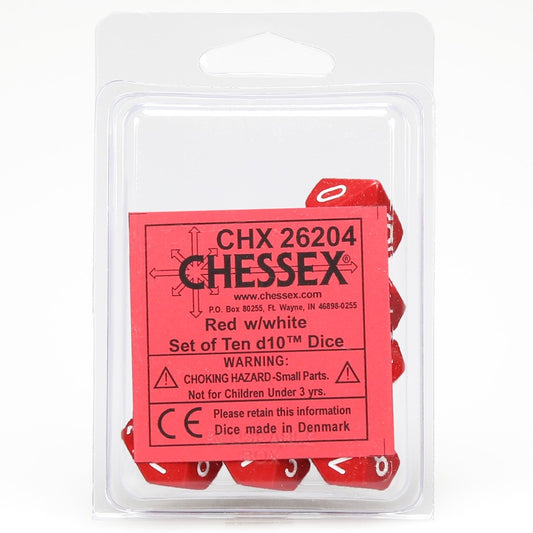 CHX 26204
CHESSEX®
www.chessex.com
P.O. Box 80255, Ft. Wayne, IN 46898-0255
Red w/white
Set of Ten d10™ Dice
WARNING:
CHOKING HAZARD-Small Parts.
Not for Children Under 3 yrs.
CE
Please retain this information
Dice made in Denmark
0
8